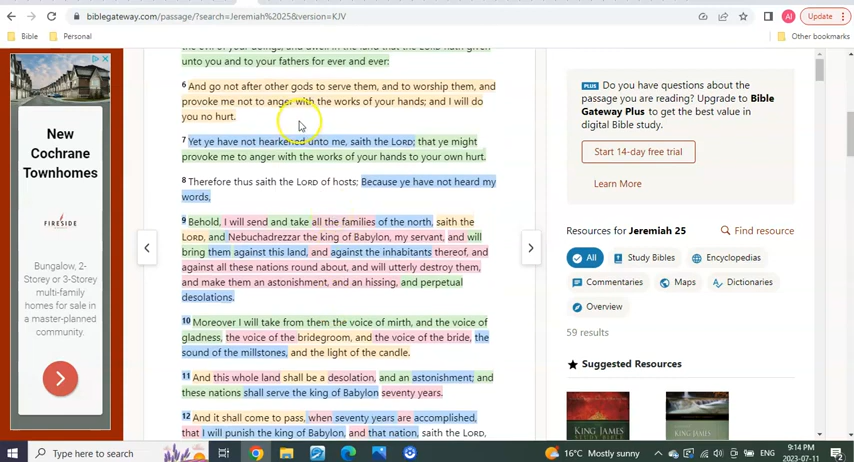 biblegateway.com/passage/?search=Jeremiah%2025&version=KJV
AI
Update
Bible
Personal
Other bookmarks
New
Cochrane
Townhomes
FIRESIDE
Bungalow, 2-
Storey or 3-Storey
multi-family
homes for sale in
a master-planned
community.
the evil of your doings, and dwell in the land that the LORD hath given
unto you and to your fathers for ever and ever:
6 And go not after other gods to serve them, and to worship them, and
provoke me not to anger with the works of your hands; and I will do
you no hurt.
7 Yet ye have not hearkened unto me, saith the LORD; that ye might
provoke me to anger with the works of your hands to your own hurt.
8 Therefore thus saith the LORD of hosts; Because ye have not heard my
words,
9 Behold, I will send and take all the families of the north, saith the
LORD, and Nebuchadrezzar the king of Babylon, my servant, and will
bring them against this land, and against the inhabitants thereof, and
against all these nations round about, and will utterly destroy them,
and make them an astonishment, and an hissing, and perpetual
desolations.
10 Moreover I will take from them the voice of mirth, and the voice of
gladness, the voice of the bridegroom, and the voice of the bride, the
sound of the millstones, and the light of the candle.
11 And this whole land shall be a desolation, and an astonishment; and
these nations shall serve the king of Babylon seventy years.
12 And it shall come to pass, when seventy years are accomplished,
that I will punish the king of Babylon, and that nation, saith the LORD,
PLUS Do you have questions about the
passage you are reading? Upgrade to Bible
Gateway Plus to get the best value in
digital Bible study.
Start 14-day free trial
Learn More
Resources for Jeremiah 25
Find resource
All
Study Bibles
Encyclopedias
Commentaries
Maps
Dictionaries
Overview
59 results
Suggested Resources
KING JAMES
KING JAMES
Type here to search
16°C Mostly sunny
ENG
9:14 PM
2023-07-11
2